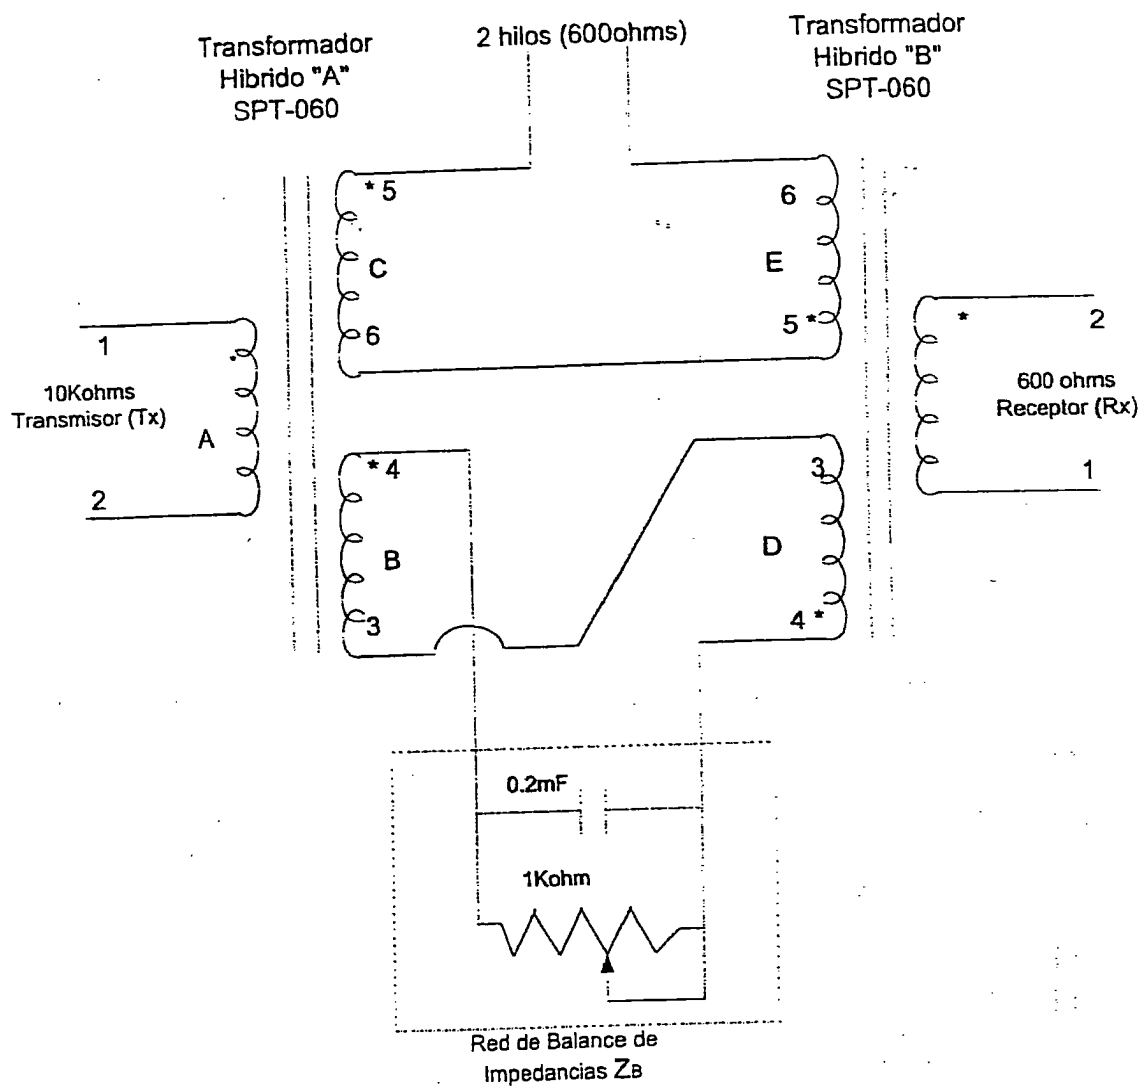 Transformador
Hibrido "A"
SPT-060
2 hilos (600ohms)
Transformador
Hibrido "B"
SPT-060
* 5
C
6
6
E
5 *
1
10Kohms
Transmisor (Tx)
A
2
* 2
600 ohms
Receptor (Rx)
1
* 4
B
3
3
D
4 *
0.2mF
1Kohm
Red de Balance de
Impedancias ZB